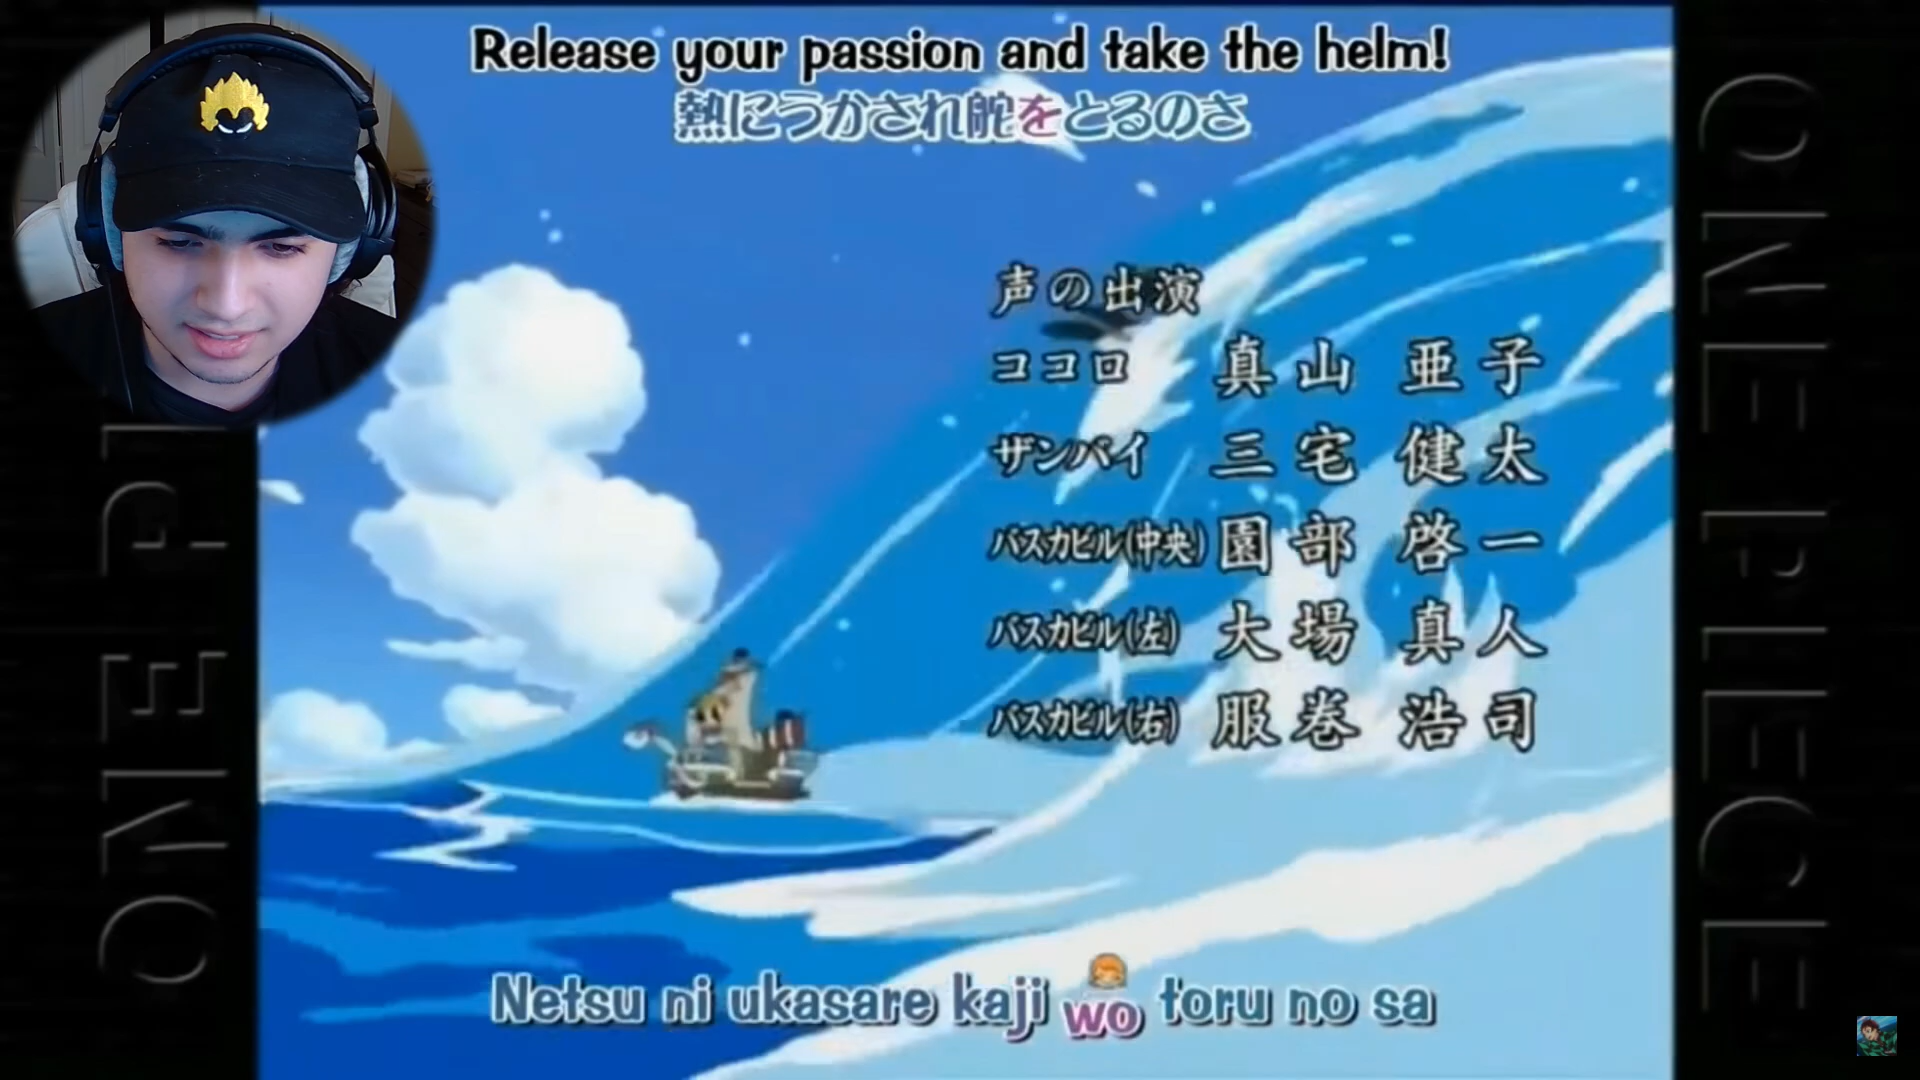 Release your passion and take the helm!
熱にうかされ舵をとるのさ
声の出演
ココロ 真山 亜子
ザンバイ 三宅 健太
バスカビル(中央) 園部 啓一
バスカビル(左) 大場 真人
バスカビル(右) 服巻 浩司
Netsu ni ukasare kaji wo toru no sa
ONE PIECE
ONE PI